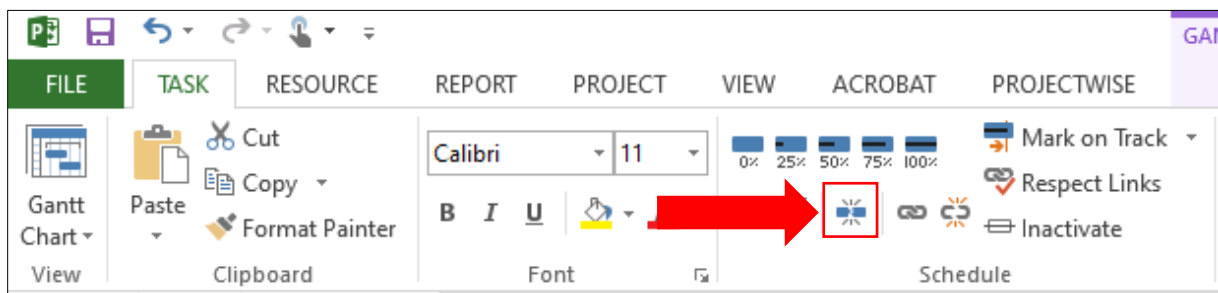 GAN
FILE TASK RESOURCE REPORT PROJECT VIEW ACROBAT PROJECTWISE
Cut
Calibri 11
Mark on Track
0% 25% 50% 75% 100%
Copy
Respect Links
Gantt Chart
Paste
B I U
Format Painter
Inactivate
View Clipboard Font Schedule